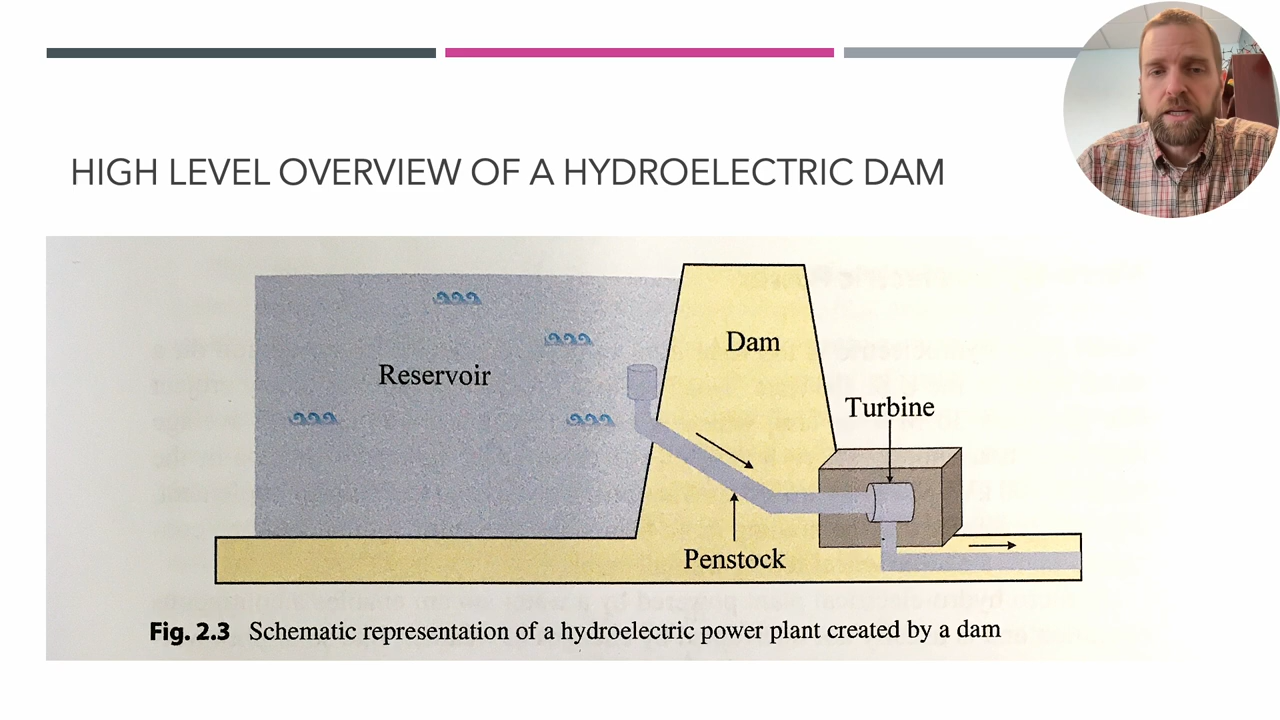 HIGH LEVEL OVERVIEW OF A HYDROELECTRIC DAM
Reservoir
Dam
Turbine
Penstock
Fig. 2.3 Schematic representation of a hydroelectric power plant created by a dam